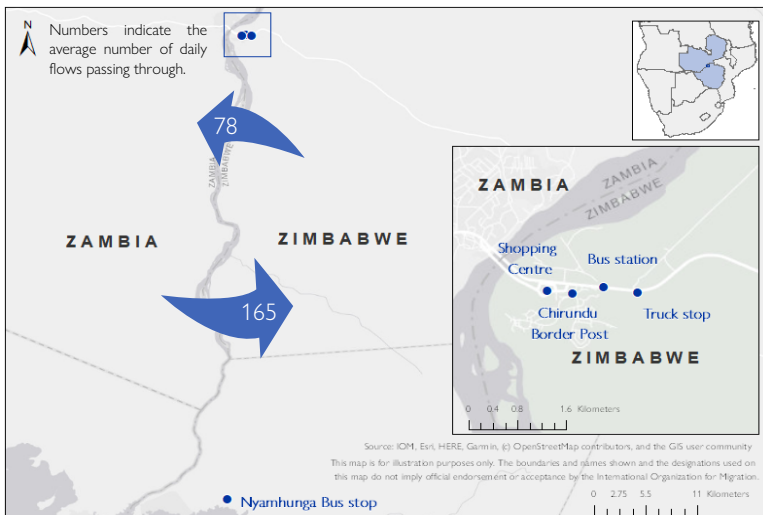 N
Numbers indicate the
average number of daily
flows passing through.
78
ZAMBIA
ZIMBABWE
ZAMBIA
ZIMBABWE
165
ZAMBIA
ZAMBIA
ZIMBABWE
Shopping
Centre
Bus station
Chirundu
Border Post
Truck stop
ZIMBABWE
0 0.4 0.8 1.6 Kilometers
Source: IOM, Esri, HERE, Garmin, (c) OpenStreetMap contributors, and the GIS user community
This map is for illustration purposes only. The boundaries and names shown and the designations used on
this map do not imply official endorsement or acceptance by the International Organization for Migration.
0 2.75 5.5 11 Kilometers
Nyamhunga Bus stop